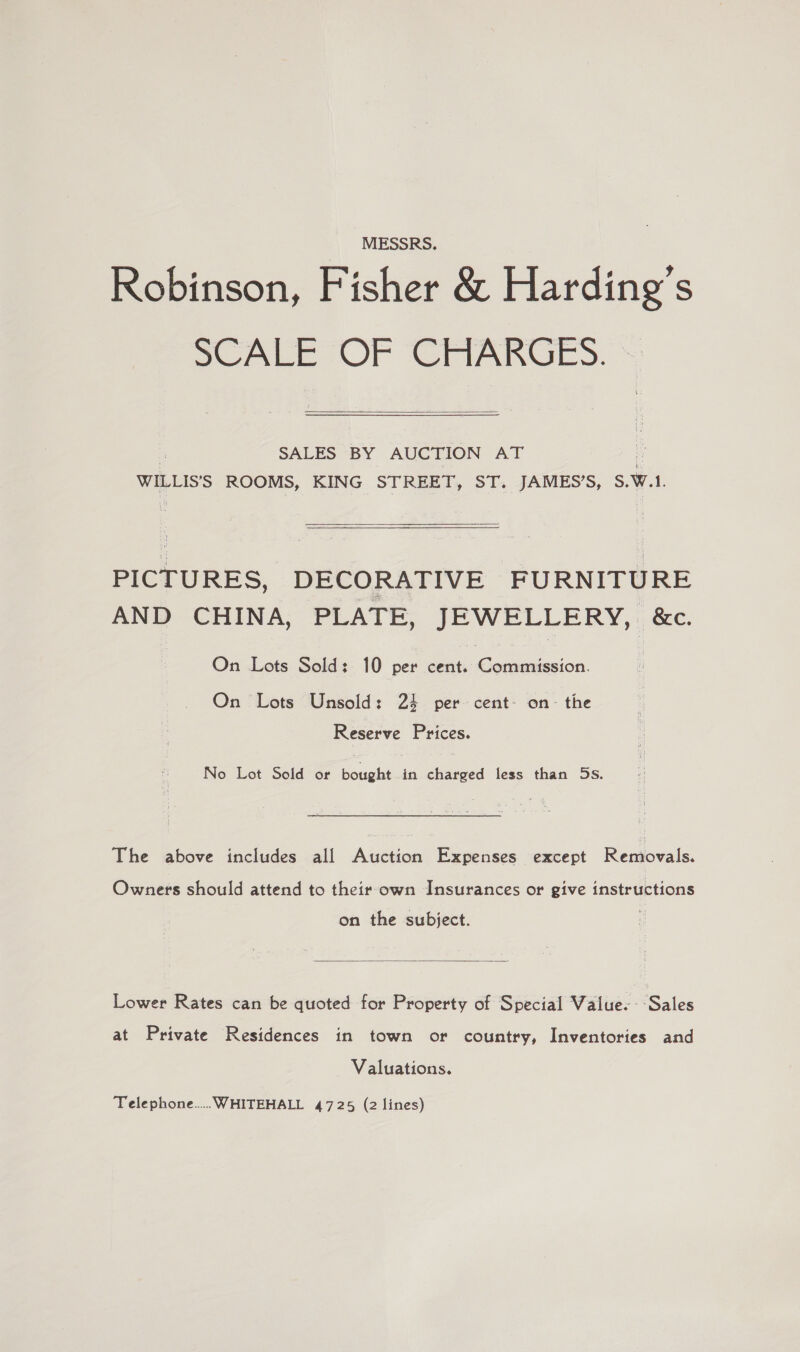 MESSRS.
Robinson, Fisher & Harding's
SCALE OF CHARGES.
SALES BY AUCTION AT
WILLIS'S ROOMS, KING STREET, ST. JAMES'S, S.W.1.
PICTURES, DECORATIVE FURNITURE
AND CHINA, PLATE, JEWELLERY, &c.
On Lots Sold: 10 per cent. Commission.
On Lots Unsold: 2½ per cent. on the
Reserve Prices.
No Lot Sold or bought in charged less than 5s.
The above includes all Auction Expenses except Removals.
Owners should attend to their own Insurances or give instructions
on the subject.
Lower Rates can be quoted for Property of Special Value. Sales
at Private Residences in town or country, Inventories and
Valuations.
Telephone.....WHITEHALL 4725 (2 lines)